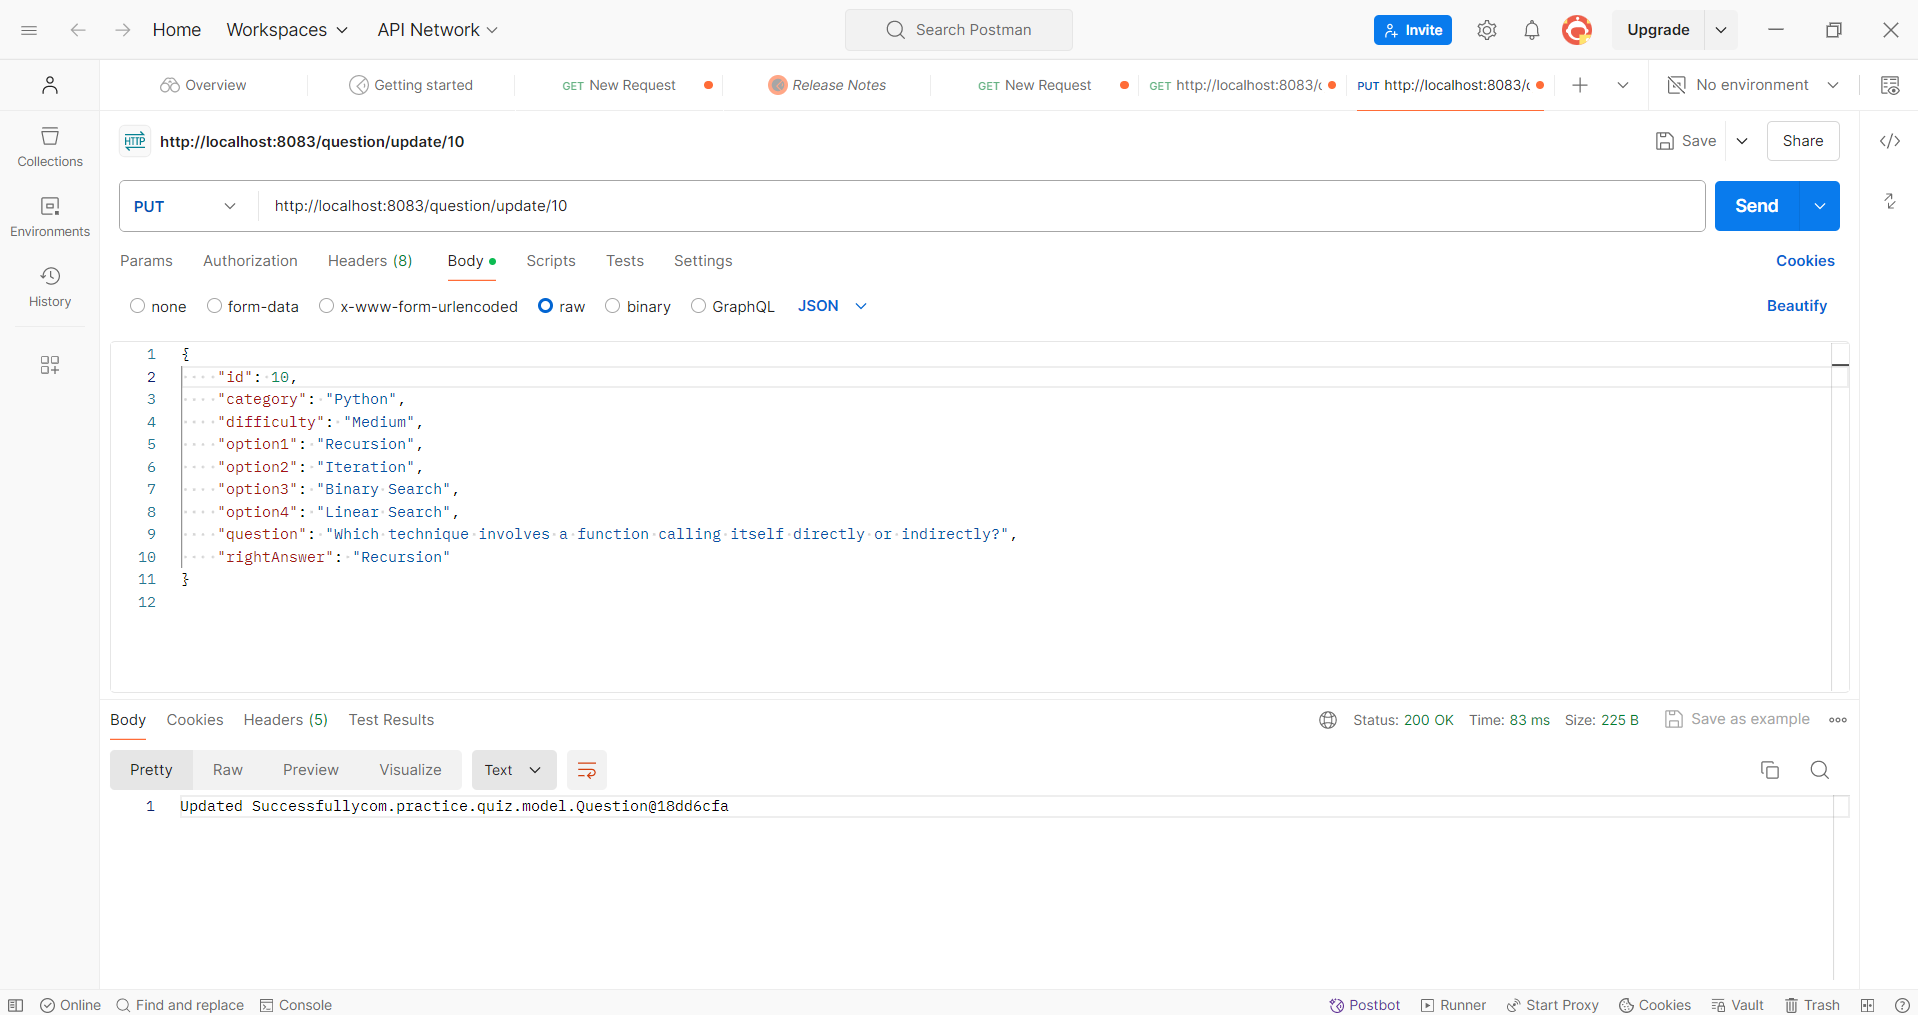 Home Workspaces API Network Search Postman Invite Upgrade
Overview Getting started GET New Request Release Notes GET New Request GET http://localhost:8083/ PUT http://localhost:8083/ No environment
HTTP http://localhost:8083/question/update/10 Save Share
Collections
PUT http://localhost:8083/question/update/10 Send
Environments
Params Authorization Headers (8) Body Scripts Tests Settings Cookies
History
none form-data x-www-form-urlencoded raw binary GraphQL JSON Beautify
1 {
2 "id": 10,
3 "category": "Python",
4 "difficulty": "Medium",
5 "option1": "Recursion",
6 "option2": "Iteration",
7 "option3": "Binary Search",
8 "option4": "Linear Search",
9 "question": "Which technique involves a function calling itself directly or indirectly?",
10 "rightAnswer": "Recursion"
11 }
12
Body Cookies Headers (5) Test Results Status: 200 OK Time: 83 ms Size: 225 B Save as example
Pretty Raw Preview Visualize Text
1 Updated Successfullycom.practice.quiz.model.Question@18dd6cfa
Online Find and replace Console Postbot Runner Start Proxy Cookies Vault Trash